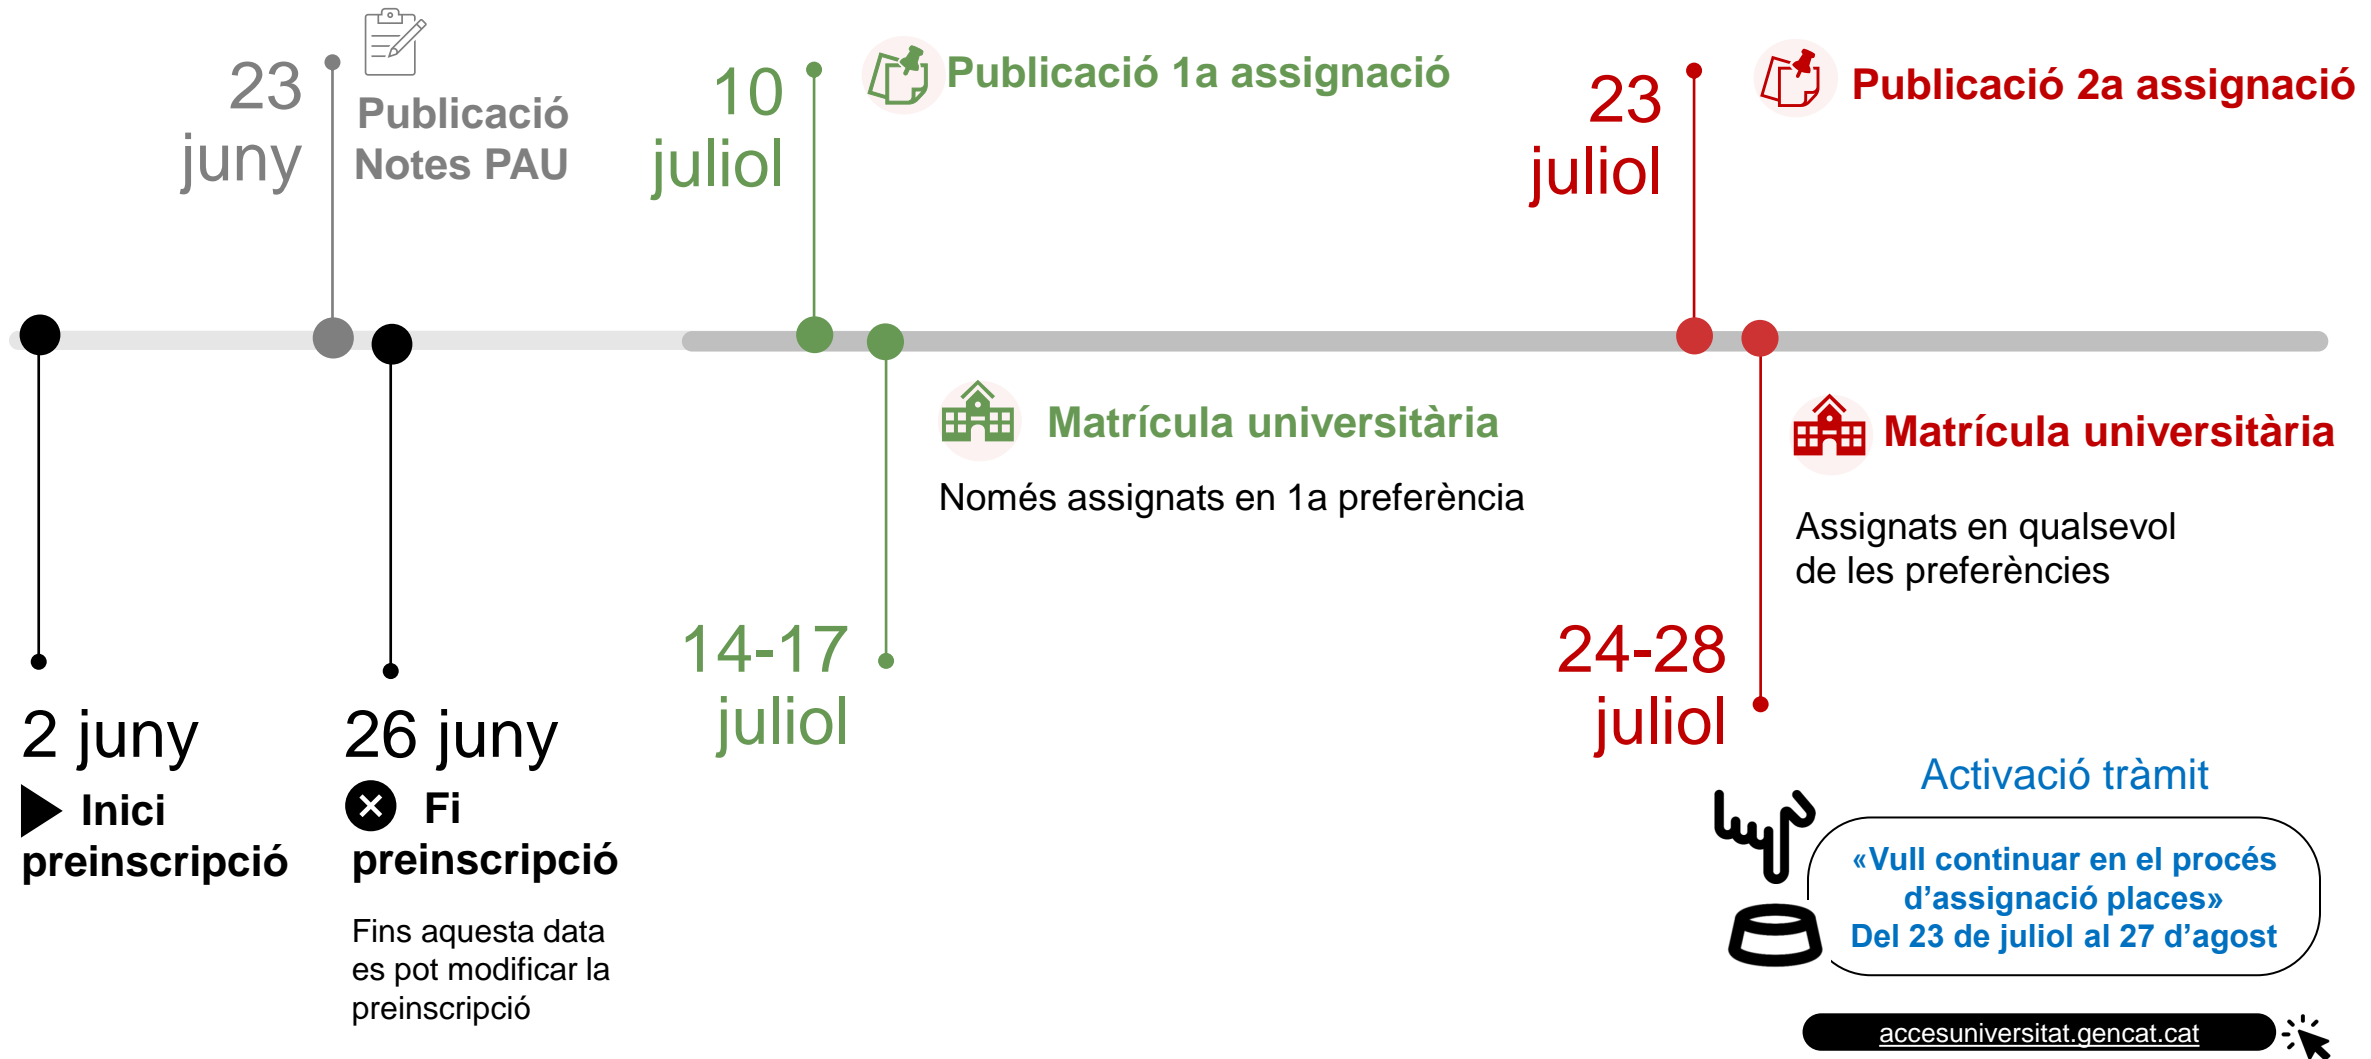 23
juny
Publicació
Notes PAU
10
juliol
Publicació 1a assignació
23
juliol
Publicació 2a assignació
2 juny
Inici
preinscripció
26 juny
Fi
preinscripció
Fins aquesta data
es pot modificar la
preinscripció
14-17
juliol
Matrícula universitària
Només assignats en 1a preferència
24-28
juliol
Matrícula universitària
Assignats en qualsevol
de les preferències
Activació tràmit
«Vull continuar en el procés
d’assignació places»
Del 23 de juliol al 27 d’agost
accesuniversitat.gencat.cat